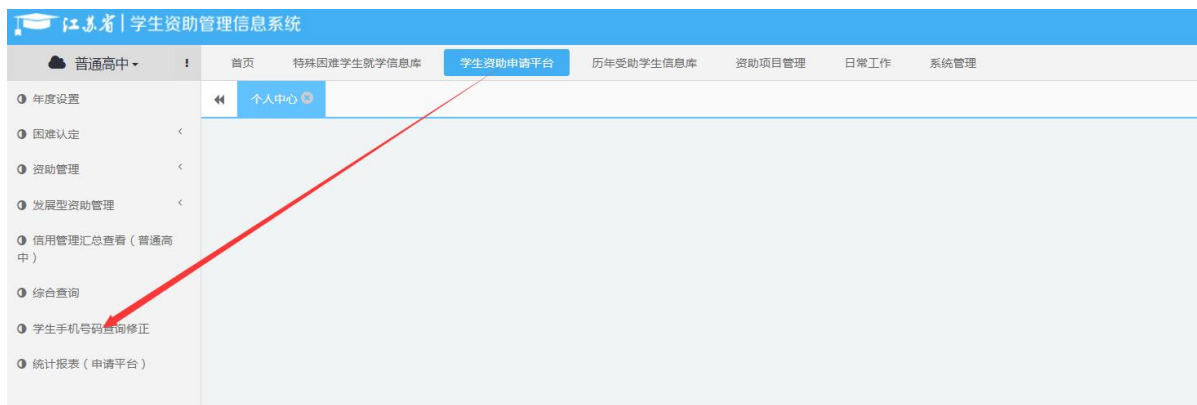 江苏省 | 学生资助管理信息系统
普通高中
!
首页 特殊困难学生就学信息库 学生资助申请平台 历年受助学生信息库 资助项目管理 日常工作 系统管理
年度设置
个人中心
困难认定
资助管理
发展型资助管理
信用管理汇总查看（普通高
中）
综合查询
学生手机号码查询修正
统计报表（申请平台）